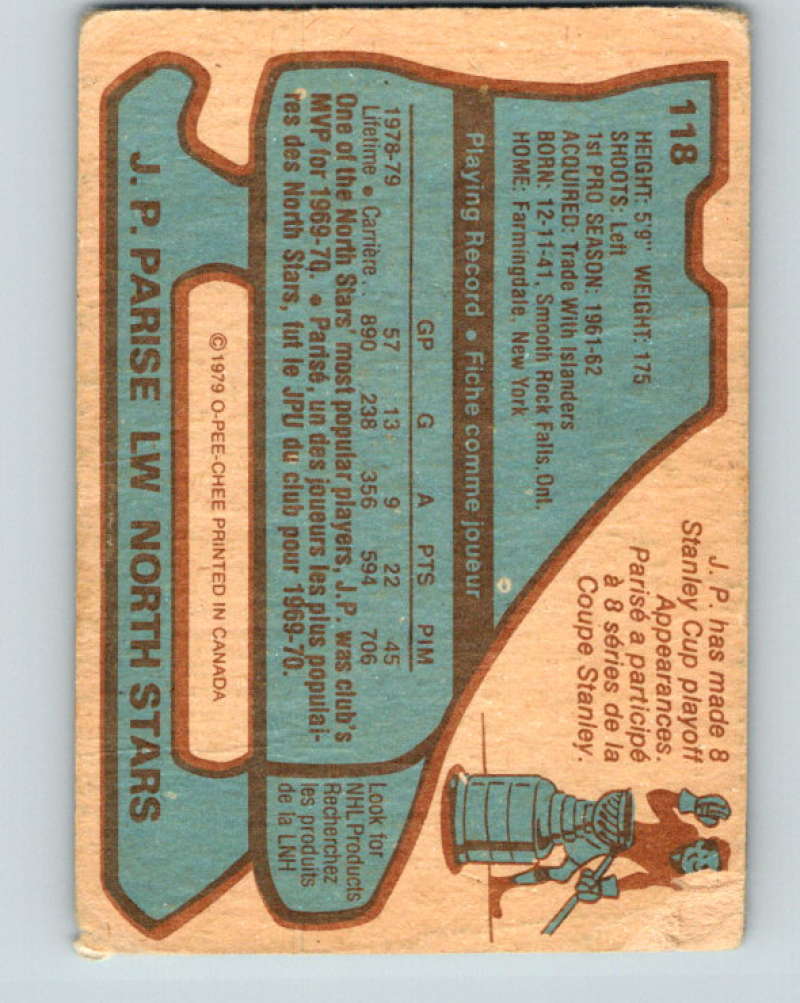 118
HEIGHT: 5'9" WEIGHT: 175
SHOOTS: Left
1st PRO SEASON: 1961-62
ACQUIRED: Trade With Islanders
BORN: 12-11-41, Smooth Rock Falls, Ont.
HOME: Farmingdale, New York
J. P. has made 8
Stanley Cup playoff
Appearances.
Parisé a participé
à 8 séries de la
Coupe Stanley.
Playing Record • Fiche comme joueur
GP G A PTS PIM
1978-79 57 13 9 22 45
Lifetime • Carrière .. 890 238 356 594 706
One of the North Stars' most popular players, J.P. was club's
MVP for 1969-70. • Parisé, un des joueurs les plus populai-
res des North Stars, fut le JPU du club pour 1969-70.
Look for
NHL Products
Recherchez
les produits
de la LNH
© 1979 O-PEE-CHEE PRINTED IN CANADA
J. P. PARISE LW NORTH STARS